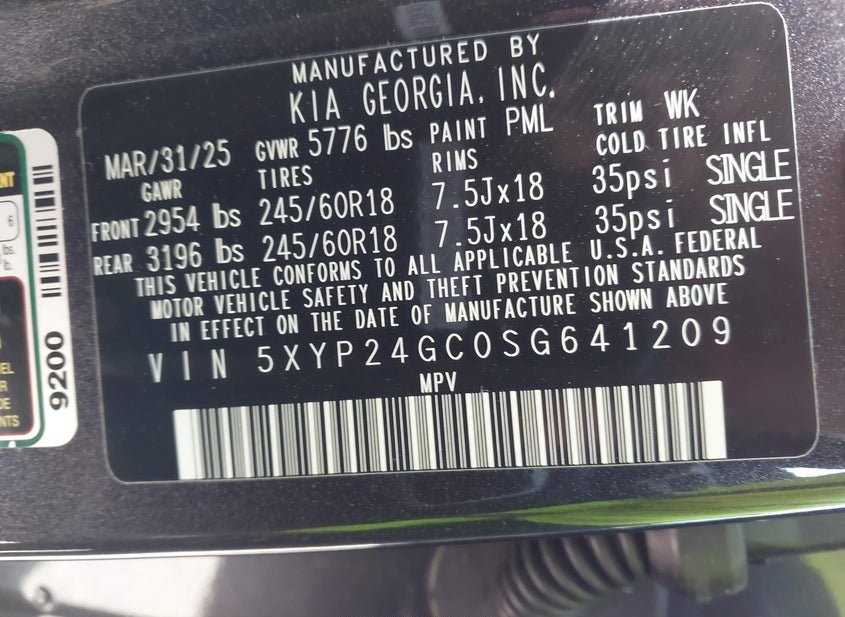 MANUFACTURED BY
KIA GEORGIA, INC.
MAR/31/25 GVWR 5776 lbs PAINT PML TRIM WK
GAWR TIRES RIMS COLD TIRE INFL
FRONT 2954 lbs 245/60R18 7.5Jx18 35psi SINGLE
REAR 3196 lbs 245/60R18 7.5Jx18 35psi SINGLE
THIS VEHICLE CONFORMS TO ALL APPLICABLE U.S.A. FEDERAL
MOTOR VEHICLE SAFETY AND THEFT PREVENTION STANDARDS
IN EFFECT ON THE DATE OF MANUFACTURE SHOWN ABOVE
VIN 5XYP24GC0SG641209
MPV
9200
6
lbs.
lb.